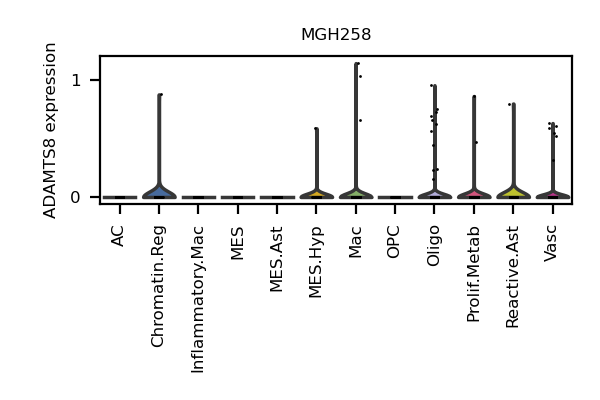 MGH258
ADAMTS8 expression
1
0
AC
Chromatin.Reg
Inflammatory.Mac
MES
MES.Ast
MES.Hyp
Mac
OPC
Oligo
Prolif.Metab
Reactive.Ast
Vasc